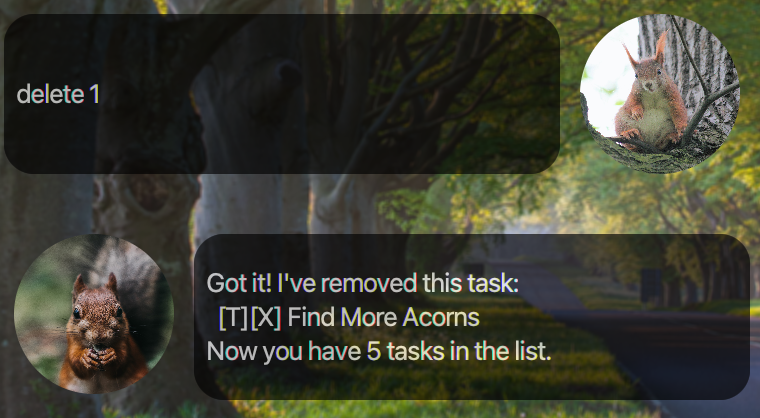 delete 1
Got it! I've removed this task:
[T][X] Find More Acorns
Now you have 5 tasks in the list.